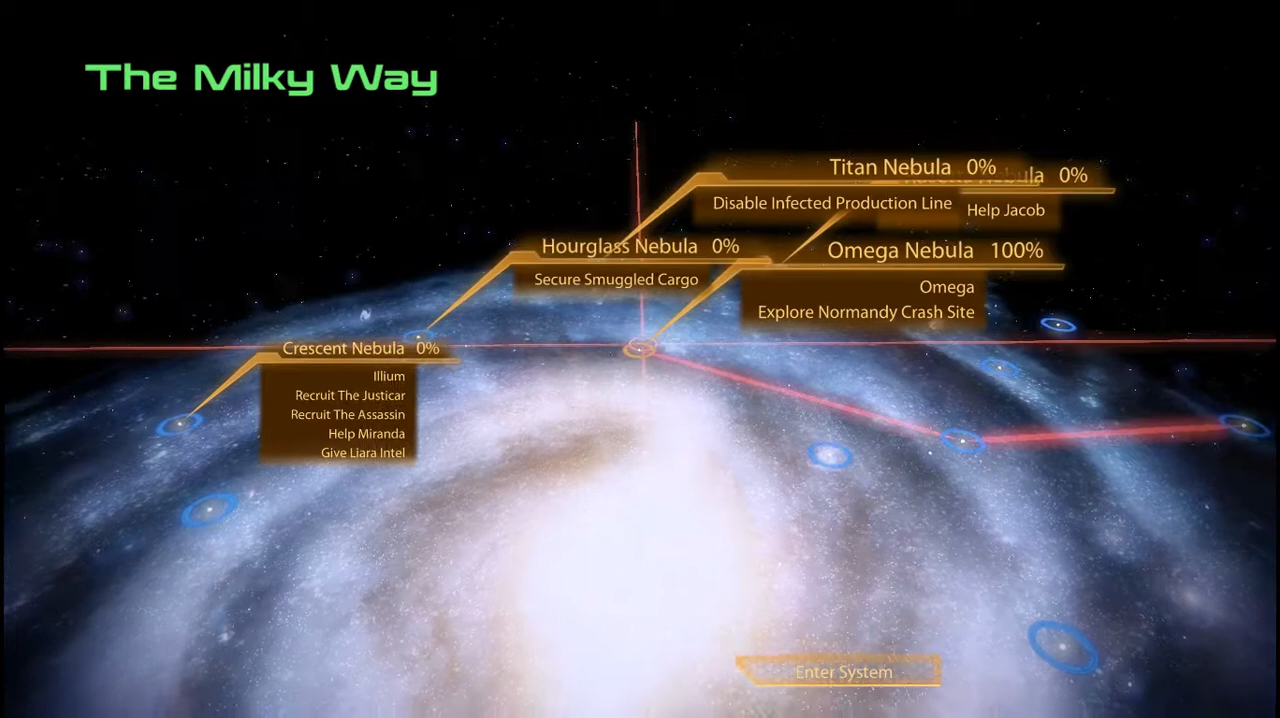 The Milky Way
Titan Nebula 0%
Disable Infected Production Line
Nebula 0%
Help Jacob
Hourglass Nebula 0%
Secure Smuggled Cargo
Omega Nebula 100%
Omega
Explore Normandy Crash Site
Crescent Nebula 0%
Illium
Recruit The Justicar
Recruit The Assassin
Help Miranda
Give Liara Intel
Enter System